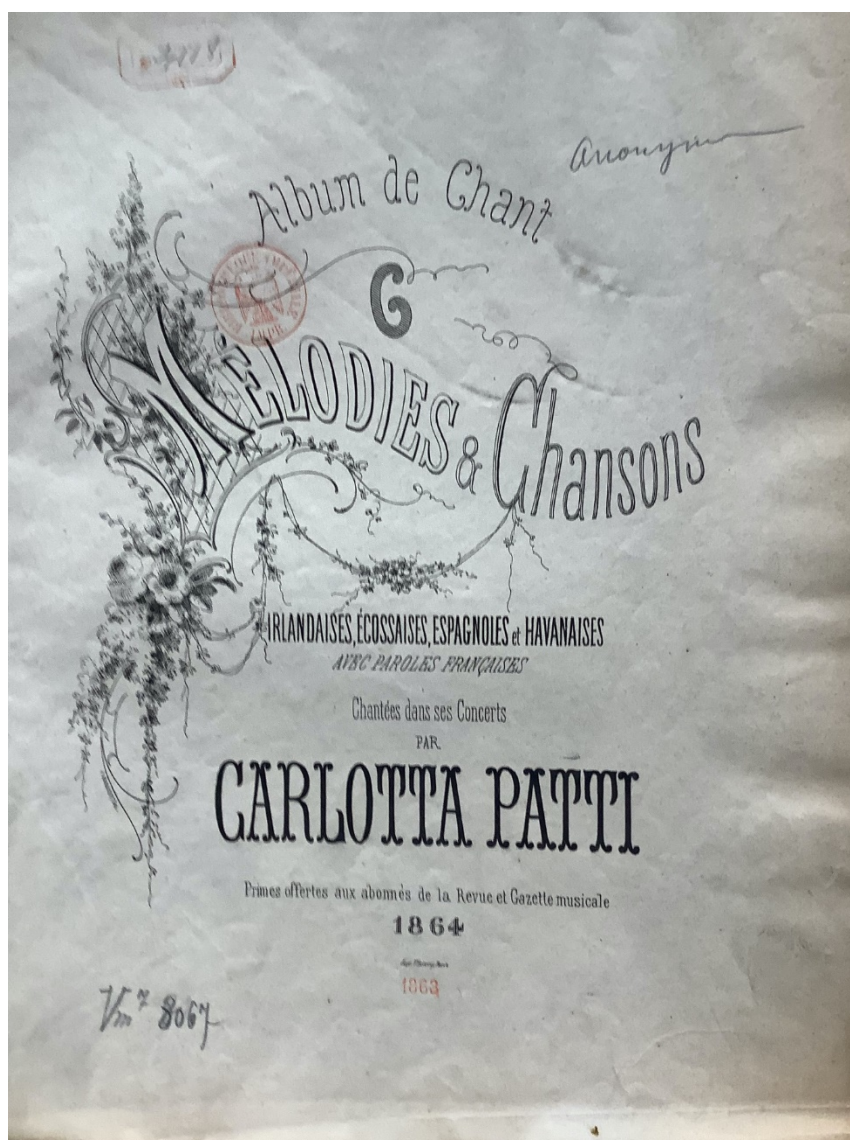 Anonyme
Album de Chant
6
MÉLODIES & Chansons
IRLANDAISES, ÉCOSSAISES, ESPAGNOLES et HAVANAISES
AVEC PAROLES FRANÇAISES
Chantées dans ses Concerts
PAR
CARLOTTA PATTI
Primes offertes aux abonnés de la Revue et Gazette musicale
1864
1863
Vm⁷ 8067